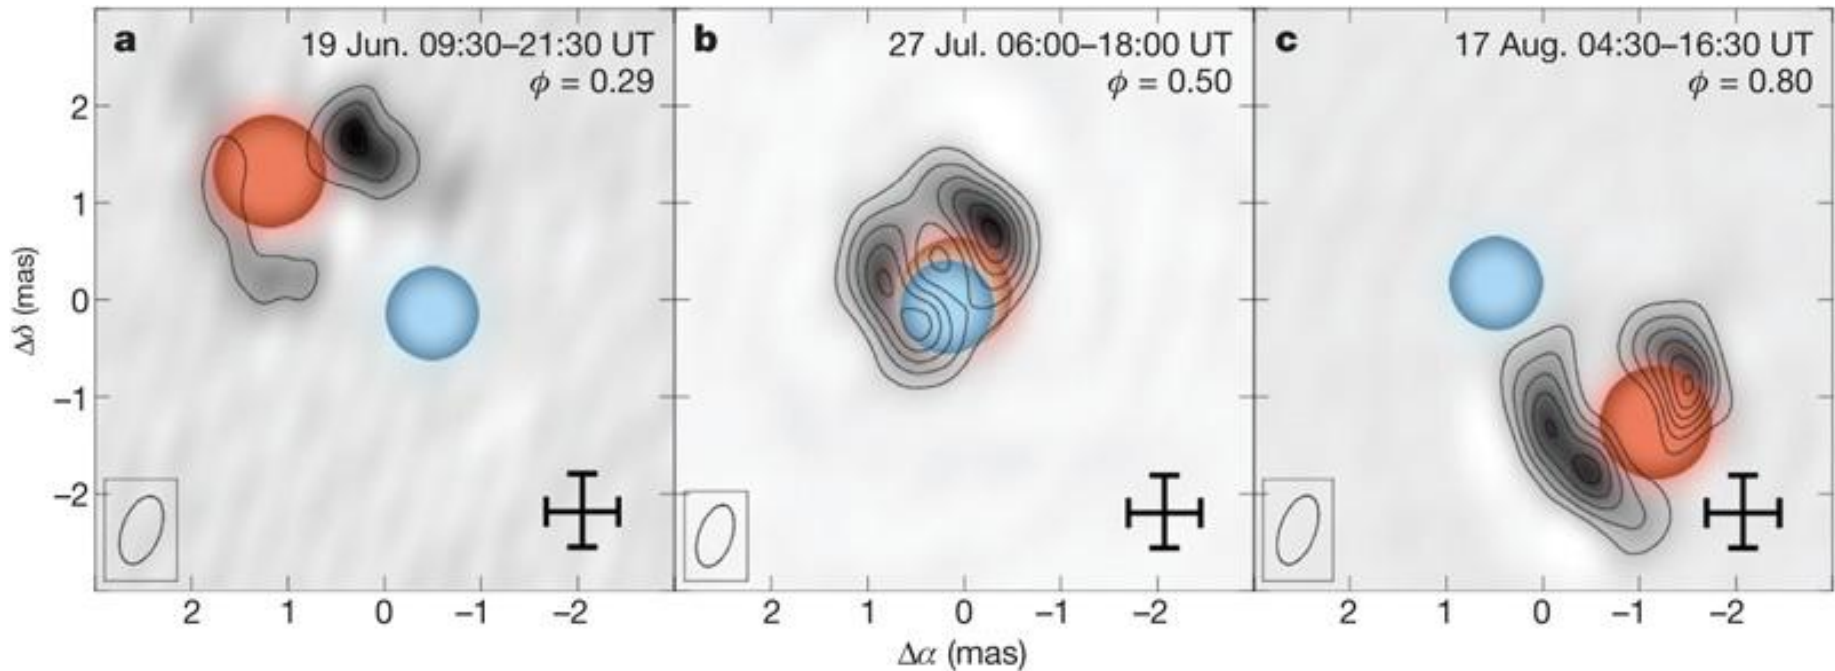 a 19 Jun. 09:30–21:30 UT
ϕ = 0.29
b 27 Jul. 06:00–18:00 UT
ϕ = 0.50
c 17 Aug. 04:30–16:30 UT
ϕ = 0.80
Δδ (mas)
2
1
0
−1
−2
2 1 0 −1 −2
2 1 0 −1 −2
2 1 0 −1 −2
Δα (mas)